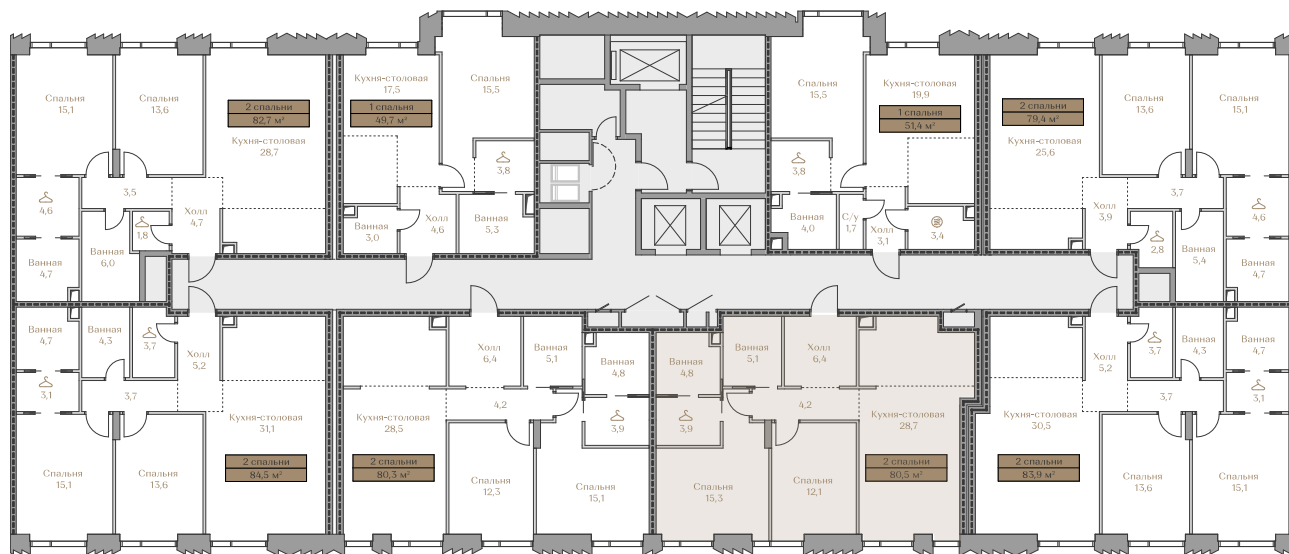 Спальня
15,1
Спальня
13,6
2 спальни
82,7 м²
Кухня-столовая
28,7
3,5
4,6
1,8
Холл
4,7
Ванная
4,7
Ванная
6,0
Кухня-столовая
17,5
1 спальня
49,7 м²
Спальня
15,5
3,8
Ванная
3,0
Холл
4,6
Ванная
5,3
Спальня
15,5
Кухня-столовая
19,9
1 спальня
51,4 м²
3,8
Ванная
4,0
С/у
1,7
Холл
3,1
3,4
2 спальни
79,4 м²
Кухня-столовая
25,6
Спальня
13,6
Спальня
15,1
3,7
Холл
3,9
2,8
4,6
Ванная
5,4
Ванная
4,7
Ванная
4,7
Ванная
4,3
3,7
Холл
5,2
3,1
3,7
Кухня-столовая
31,1
2 спальни
84,5 м²
Спальня
15,1
Спальня
13,6
Холл
6,4
Ванная
5,1
Ванная
4,8
4,2
3,9
Кухня-столовая
28,5
2 спальни
80,3 м²
Спальня
12,3
Спальня
15,1
Ванная
4,8
Ванная
5,1
Холл
6,4
3,9
4,2
Кухня-столовая
28,7
2 спальни
80,5 м²
Спальня
15,3
Спальня
12,1
Холл
5,2
3,7
Ванная
4,3
Ванная
4,7
3,7
3,1
Кухня-столовая
30,5
2 спальни
83,9 м²
Спальня
13,6
Спальня
15,1